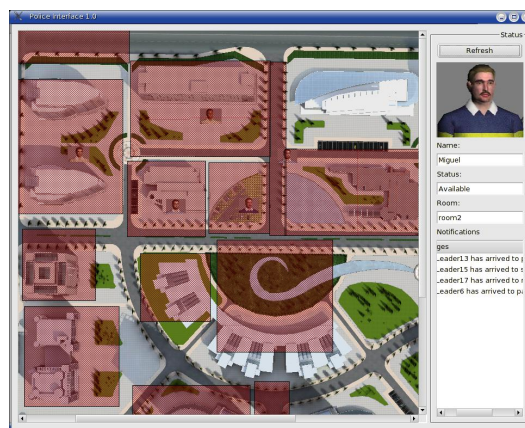 Police interface 1.0
Status
Refresh
Name:
Miguel
Status:
Available
Room:
room2
Notifications
ges
Leader13 has arrived to
Leader15 has arrived to
Leader17 has arrived to
Leader6 has arrived to